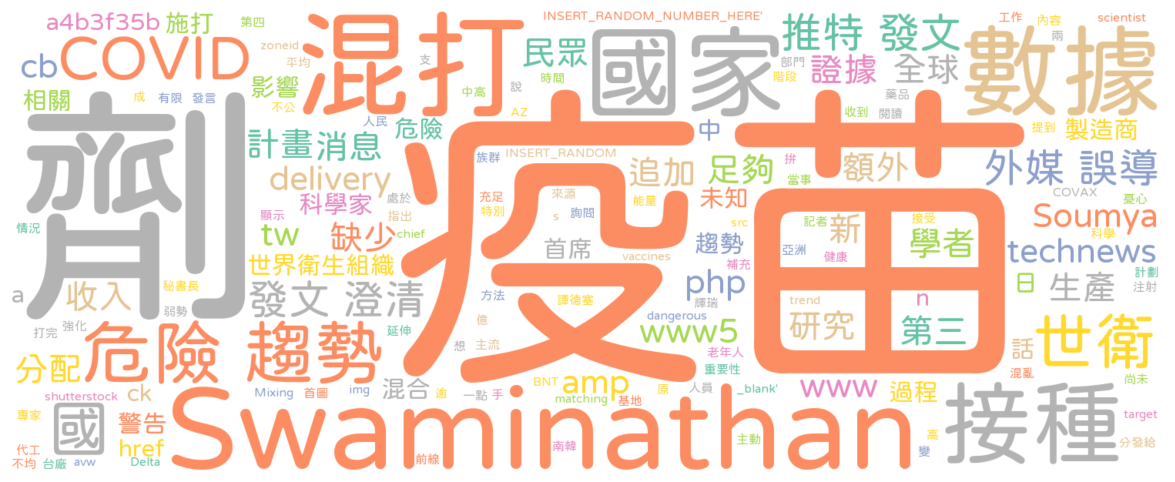 a4b3f35b 施打 第四 INSERT_RANDOM_NUMBER_HERE' 工作 內容 scientist
cb COVID zoneid 平均 混打 支 說 民眾 時間 國家 推特 發文 證據 部門 階段 全球 兩 數據
相關 成 有限 發言 影響 不公 中高 AZ 藥品 收到 閱讀 提到 製造商
劑 計畫 消息 人民 危險 族群 INSERT_RANDOM 疫苗 中 追加 足夠 拚 當事 額外 外媒 誤導
delivery 科學家 處於 指出 充足 特別 來源 s 詢問 能量 未知 src COVAX 憂心
情況 顯示 tw 缺少 chief 首席 vaccines 趨勢 補充 記者 亞洲 健康 新 接受 學者 科學 Soumya technews
a 收入 秘書長 弱勢 世界衛生組織 發文 澄清 方法 譚德塞 輝瑞 php 日 生產 計劃 注射
打完 強化 延伸 億 主流 想 dangerous www5 trend 研究 n 第三 世衛
分配 危險 趨勢 混合 逾 一點 手 BNT amp 原 人員 老年人 重要性 www 過程 話 混亂 尚未
shutterstock ck Mixing 首圖 img matching 基地 _blank' target
專家 國 警告 href Swaminathan 主動 高 變 接種 分發給
代工 不均 台廠 avw Delta 前線 南韓